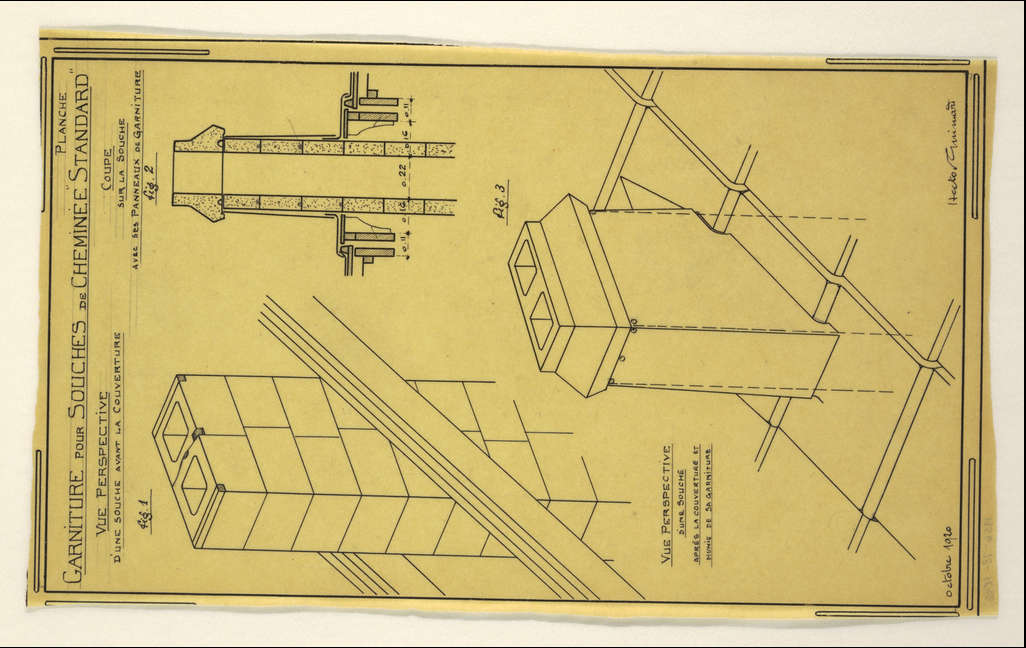 PLANCHE
GARNITURE POUR SOUCHES DE CHEMINÉE "STANDARD"
VUE PERSPECTIVE
D'UNE SOUCHE AVANT LA COUVERTURE
fig. 1
COUPE
SUR LA SOUCHE
AVEC SES PANNEAUX DE GARNITURE
fig. 2
0.11
0.16
0.22
0.16
0.11
fig. 3
VUE PERSPECTIVE
D'UNE SOUCHE
APRÈS LA COUVERTURE ET
MUNIE DE SA GARNITURE
octobre 1920
Hector Guimard